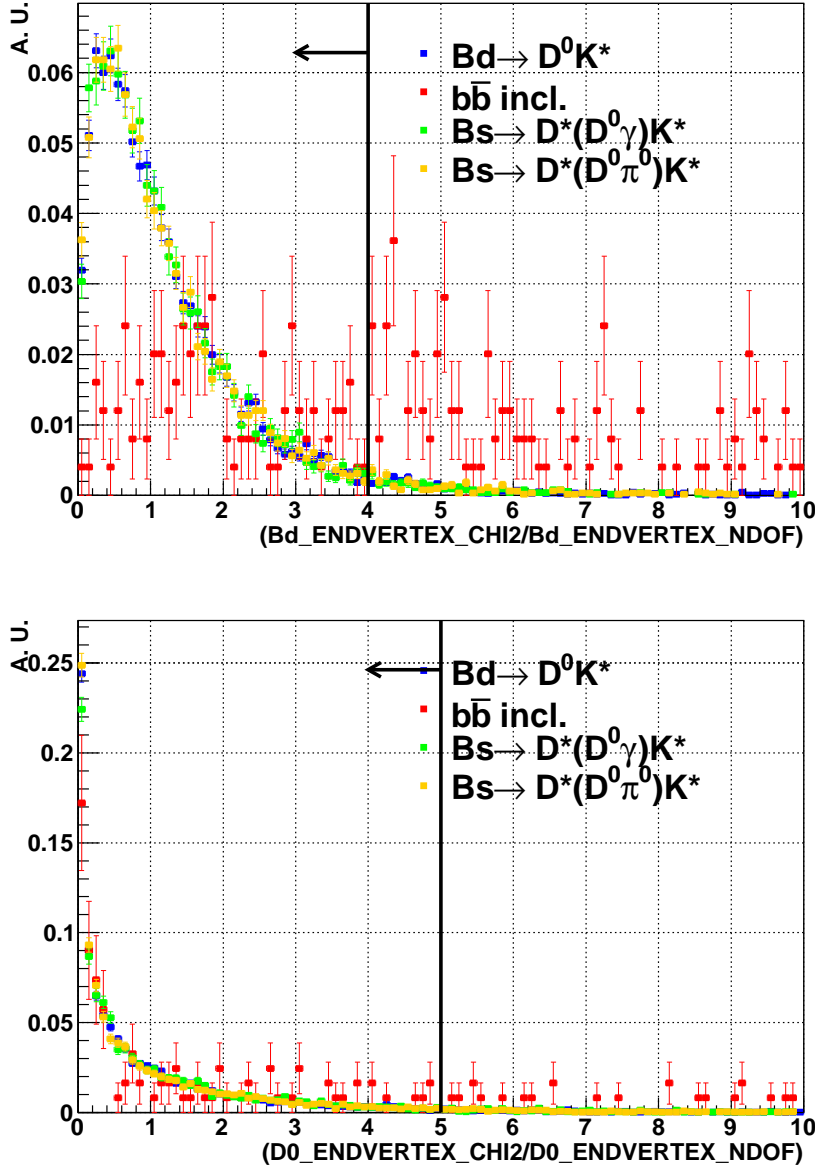 A. U.
0.06
0.05
0.04
0.03
0.02
0.01
0
0 1 2 3 4 5 6 7 8 9 10
(Bd_ENDVERTEX_CHI2/Bd_ENDVERTEX_NDOF)
Bd→ D⁰K*
bb̅ incl.
Bs→ D*(D⁰γ)K*
Bs→ D*(D⁰π⁰)K*
A. U.
0.25
0.2
0.15
0.1
0.05
0
0 1 2 3 4 5 6 7 8 9 10
(D0_ENDVERTEX_CHI2/D0_ENDVERTEX_NDOF)
Bd→ D⁰K*
bb̅ incl.
Bs→ D*(D⁰γ)K*
Bs→ D*(D⁰π⁰)K*